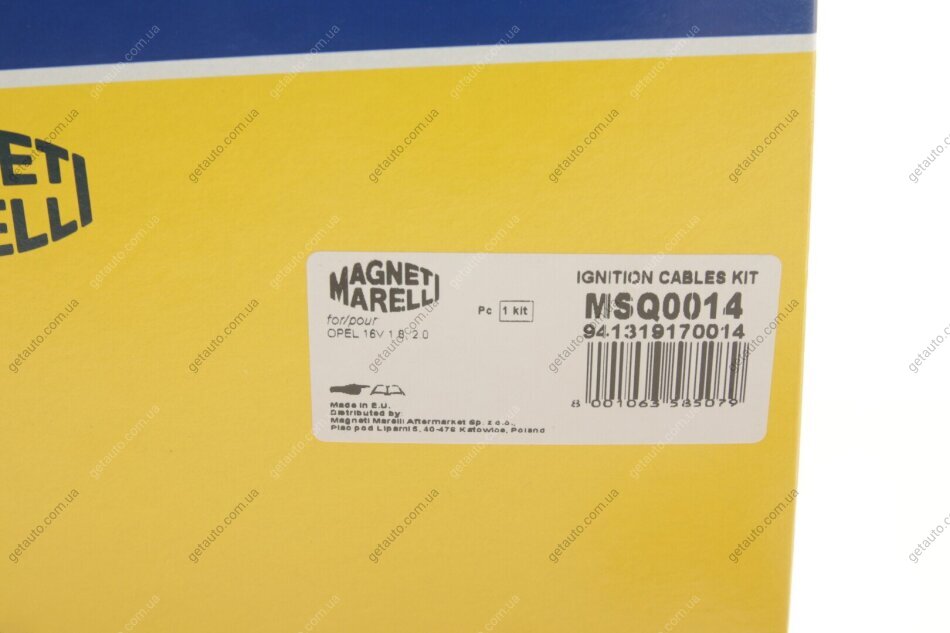 NETI
RELLI
MAGNETI
MARELLI
for/pour
OPEL 16V 1.8, 2.0
Pc 1 kit
IGNITION CABLES KIT
MSQ0014
941319170014
8 001063 585079
Made in E.U.
Distributed by:
Magneti Marelli Aftermarket Sp. z o.o.,
Plac pod Lipami 5, 40-476 Katowice, Poland
getauto.com.ua